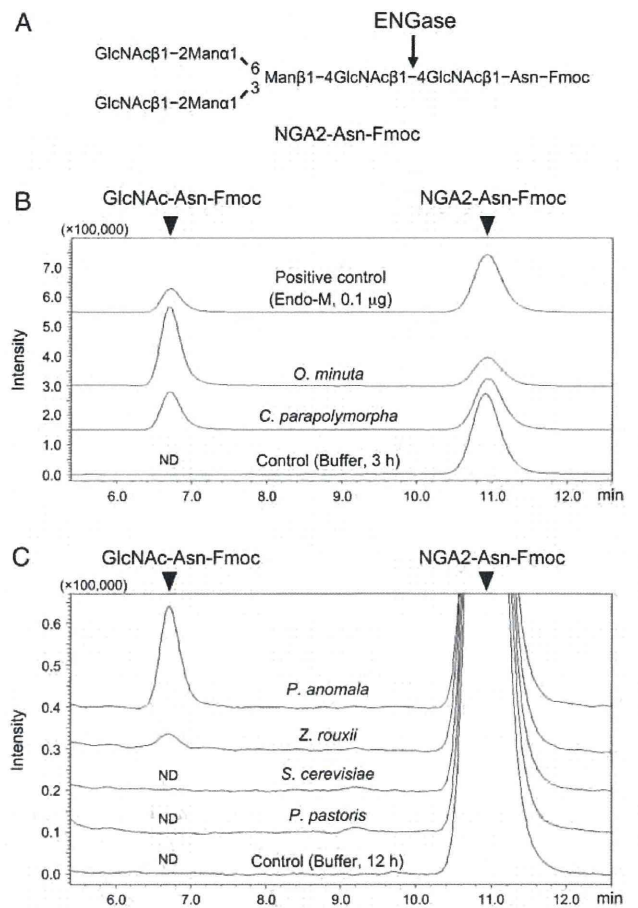 A
ENGase
GlcNAcβ1–2Manα1
6
Manβ1–4GlcNAcβ1–4GlcNAcβ1–Asn–Fmoc
3
GlcNAcβ1–2Manα1
NGA2-Asn-Fmoc
B
GlcNAc-Asn-Fmoc
NGA2-Asn-Fmoc
(×100,000)
7.0
Positive control
6.0
(Endo-M, 0.1 μg)
5.0
4.0
O. minuta
3.0
C. parapolymorpha
2.0
1.0
ND
Control (Buffer, 3 h)
0.0
Intensity
6.0 7.0 8.0 9.0 10.0 11.0 12.0 min
C
GlcNAc-Asn-Fmoc
NGA2-Asn-Fmoc
(×100,000)
0.6
0.5
P. anomala
0.4
Z. rouxii
0.3
ND
S. cerevisiae
0.2
ND
P. pastoris
0.1
ND
Control (Buffer, 12 h)
0.0
Intensity
6.0 7.0 8.0 9.0 10.0 11.0 12.0 min